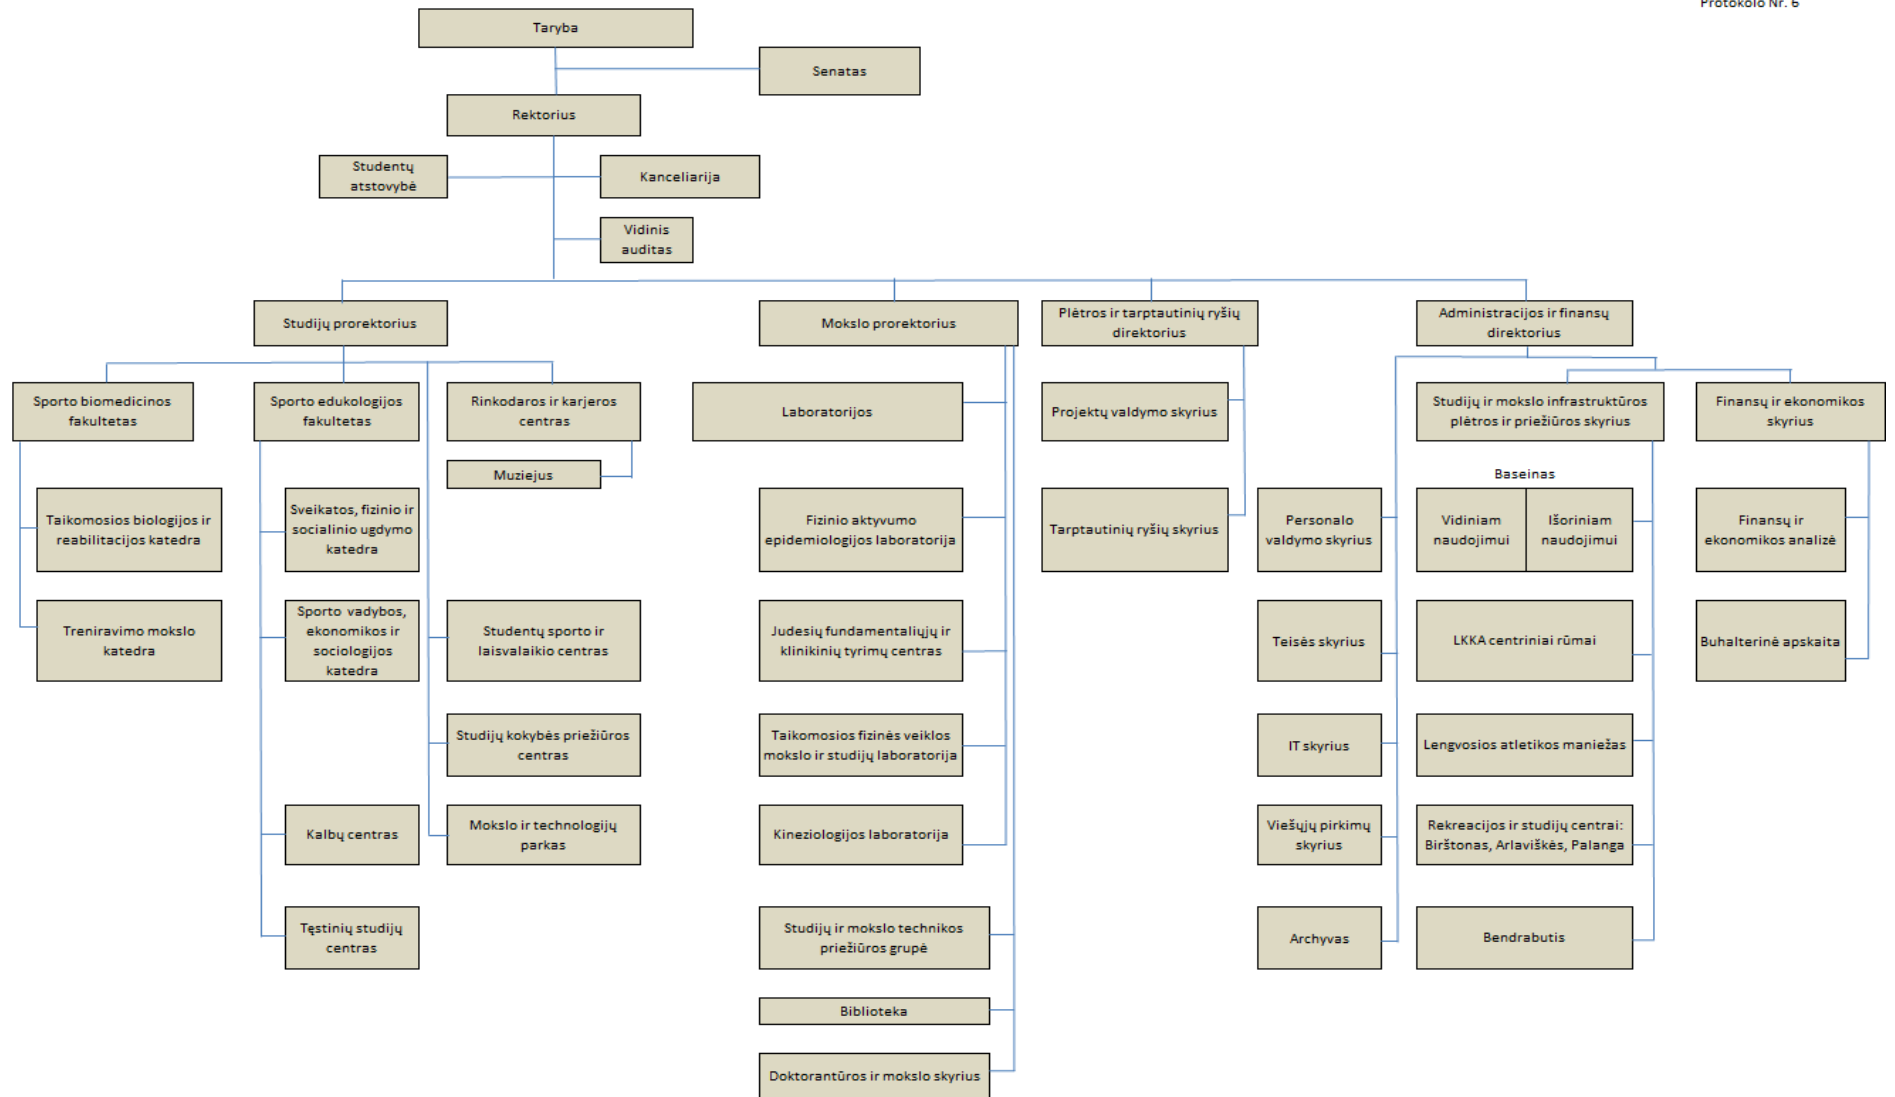 Protokolo Nr. 6
Taryba
Senatas
Rektorius
Studentų
atstovybė
Kanceliarija
Vidinis
auditas
Studijų prorektorius
Mokslo prorektorius
Plėtros ir tarptautinių ryšių
direktorius
Administracijos ir finansų
direktorius
Sporto biomedicinos
fakultetas
Sporto edukologijos
fakultetas
Rinkodaros ir karjeros
centras
Laboratorijos
Projektų valdymo skyrius
Studijų ir mokslo infrastruktūros
plėtros ir priežiūros skyrius
Finansų ir ekonomikos
skyrius
Muziejus
Baseinas
Taikomosios biologijos ir
reabilitacijos katedra
Sveikatos, fizinio ir
socialinio ugdymo
katedra
Fizinio aktyvumo
epidemiologijos laboratorija
Tarptautinių ryšių skyrius
Personalo
valdymo skyrius
Vidiniam
naudojimui
Išoriniam
naudojimui
Finansų ir
ekonomikos analizė
Treniravimo mokslo
katedra
Sporto vadybos,
ekonomikos ir
sociologijos
katedra
Studentų sporto ir
laisvalaikio centras
Judesių fundamentaliųjų ir
klinikinių tyrimų centras
Teisės skyrius
LKKA centriniai rūmai
Buhalterinė apskaita
Studijų kokybės priežiūros
centras
Taikomosios fizinės veiklos
mokslo ir studijų laboratorija
IT skyrius
Lengvosios atletikos maniežas
Kalbų centras
Mokslo ir technologijų
parkas
Kineziologijos laboratorija
Viešųjų pirkimų
skyrius
Rekreacijos ir studijų centrai:
Birštonas, Arlaviškės, Palanga
Tęstinių studijų
centras
Studijų ir mokslo technikos
priežiūros grupė
Archyvas
Bendrabutis
Biblioteka
Doktorantūros ir mokslo skyrius